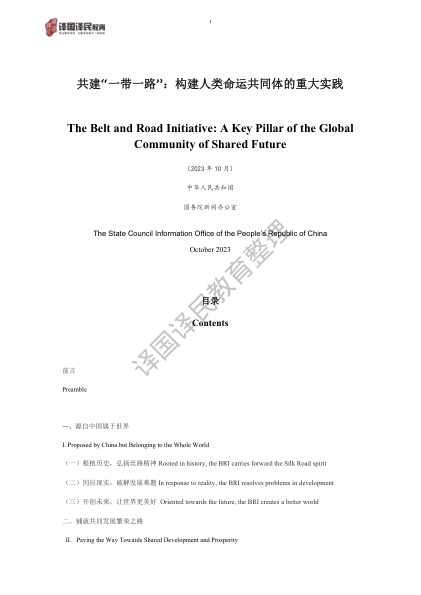 译国译民教育
1
共建“一带一路”：构建人类命运共同体的重大实践
The Belt and Road Initiative: A Key Pillar of the Global
Community of Shared Future
（2023 年 10 月）
中华人民共和国
国务院新闻办公室
The State Council Information Office of the People's Republic of China
October 2023
译国译民教育整理
目录
Contents
前言
Preamble
一、源自中国属于世界
I. Proposed by China but Belonging to the Whole World
（一）根植历史，弘扬丝路精神 Rooted in history, the BRI carries forward the Silk Road spirit
（二）因应现实，破解发展难题 In response to reality, the BRI resolves problems in development
（三）开创未来，让世界更美好 Oriented towards the future, the BRI creates a better world
二、铺就共同发展繁荣之路
II. Paving the Way Towards Shared Development and Prosperity